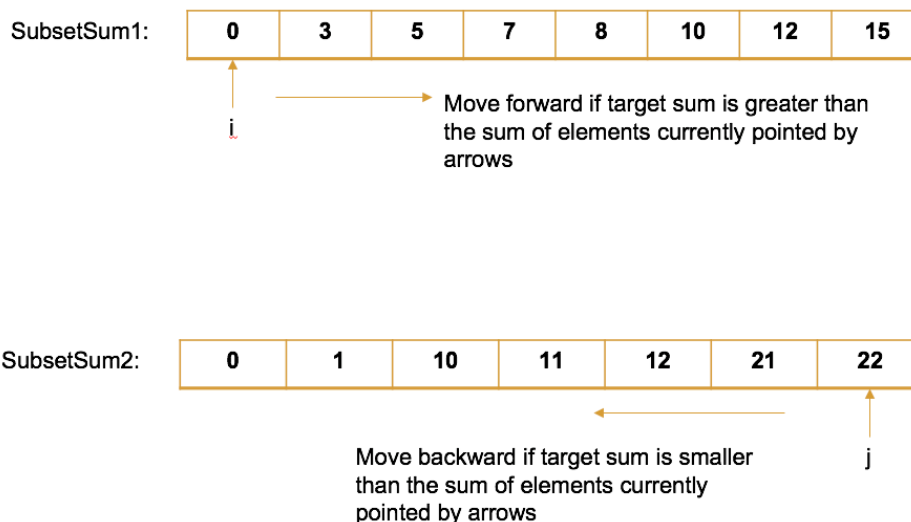 SubsetSum1: 0 3 5 7 8 10 12 15
i
Move forward if target sum is greater than
the sum of elements currently pointed by
arrows
SubsetSum2: 0 1 10 11 12 21 22
j
Move backward if target sum is smaller
than the sum of elements currently
pointed by arrows